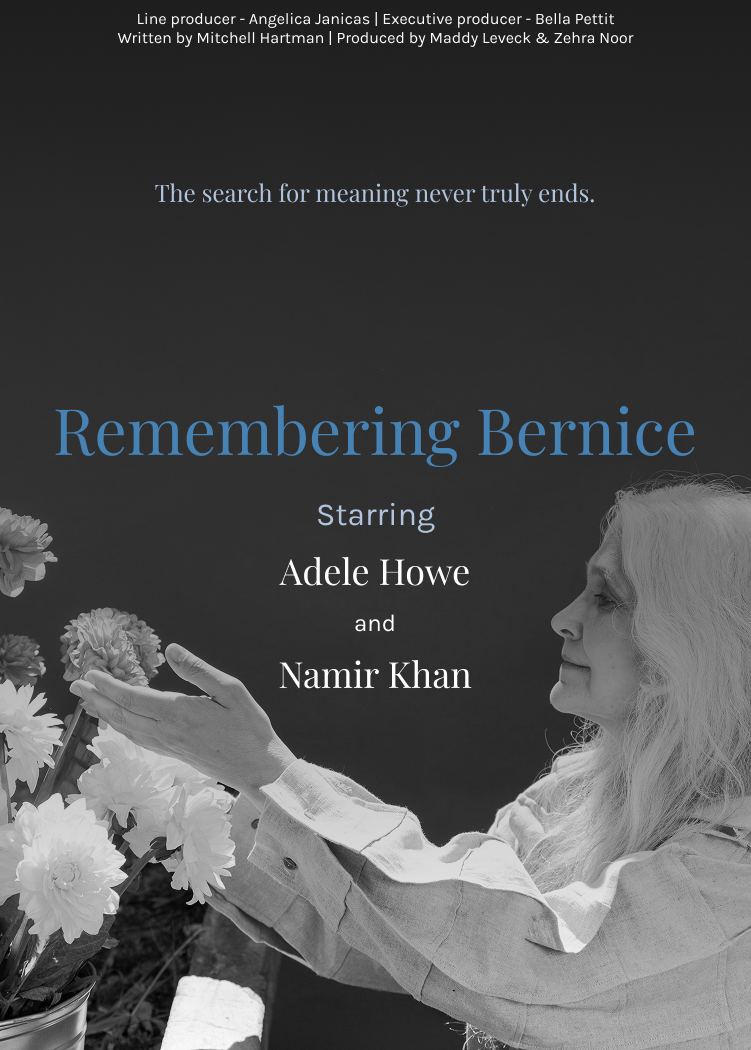 Line producer - Angelica Janicas | Executive producer - Bella Pettit
Written by Mitchell Hartman | Produced by Maddy Leveck & Zehra Noor
The search for meaning never truly ends.
Remembering Bernice
Starring
Adele Howe
and
Namir Khan